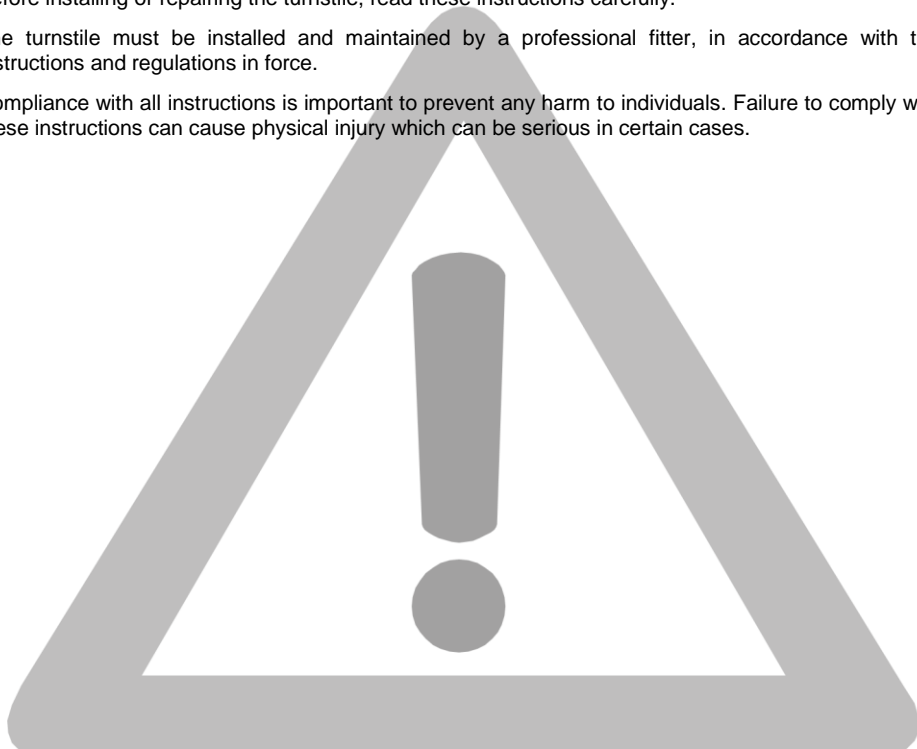 efore installing or repairing the turnstile, read these instructions carefully.
ne turnstile must be installed and maintained by a professional fitter, in accordance with t
structions and regulations in force.
ompliance with all instructions is important to prevent any harm to individuals. Failure to comply w
ese instructions can cause physical injury which can be serious in certain cases.